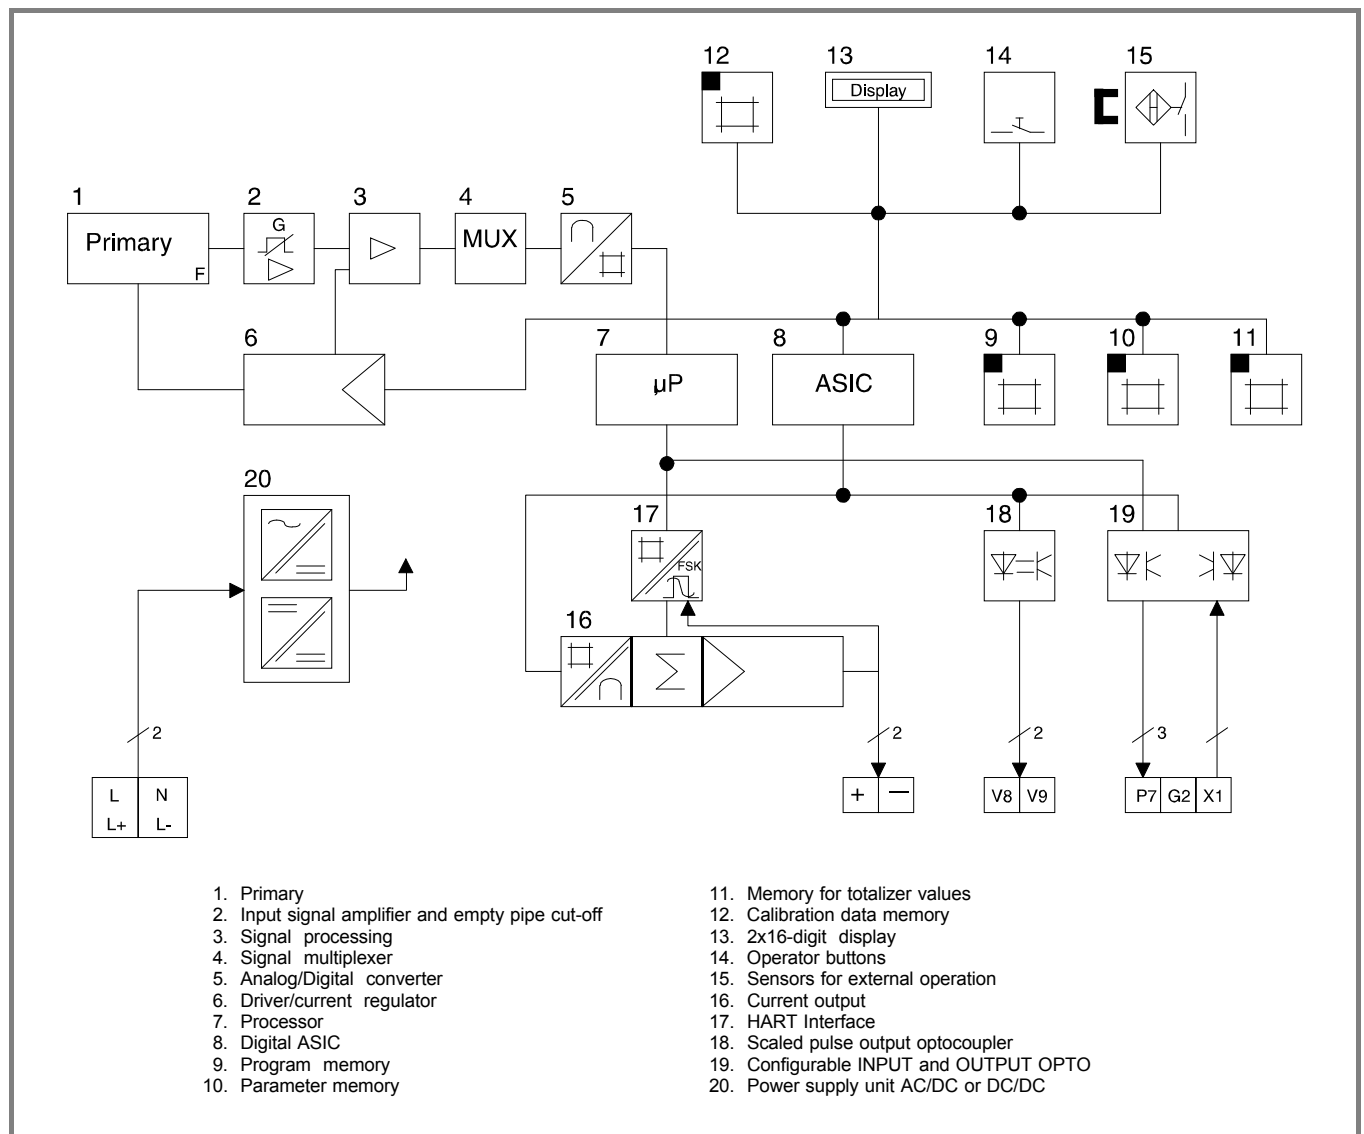 12 13 14 15
Display
1 2 3 4 5
Primary
F
G
MUX
6 7 8 9 10 11
µP
ASIC
20 17 18 19
FSK
16
2 2 2 3
L N
L+ L-
+ —
V8 V9
P7 G2 X1
1. Primary
2. Input signal amplifier and empty pipe cut-off
3. Signal processing
4. Signal multiplexer
5. Analog/Digital converter
6. Driver/current regulator
7. Processor
8. Digital ASIC
9. Program memory
10. Parameter memory
11. Memory for totalizer values
12. Calibration data memory
13. 2x16-digit display
14. Operator buttons
15. Sensors for external operation
16. Current output
17. HART Interface
18. Scaled pulse output optocoupler
19. Configurable INPUT and OUTPUT OPTO
20. Power supply unit AC/DC or DC/DC